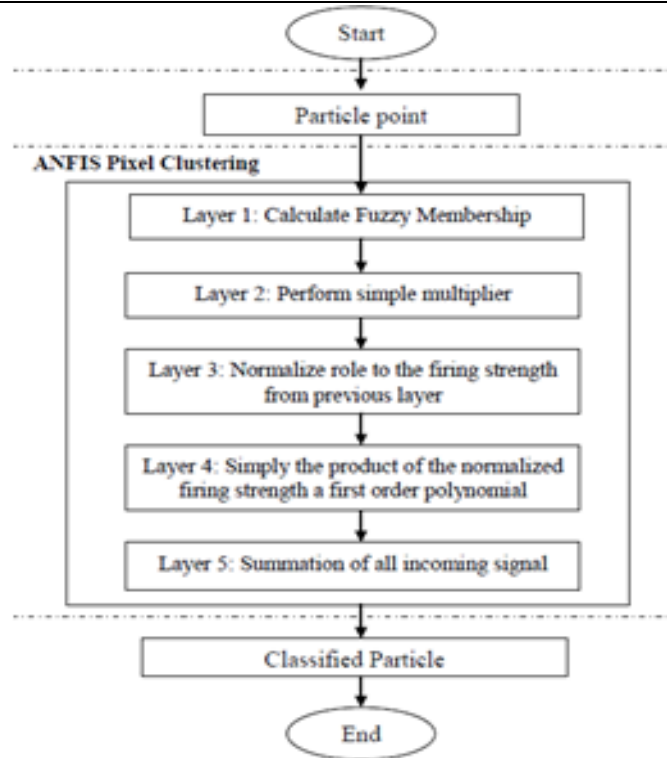 Start
Particle point
ANFIS Pixel Clustering
Layer 1: Calculate Fuzzy Membership
Layer 2: Perform simple multiplier
Layer 3: Normalize role to the firing strength
from previous layer
Layer 4: Simply the product of the normalized
firing strength a first order polynomial
Layer 5: Summation of all incoming signal
Classified Particle
End